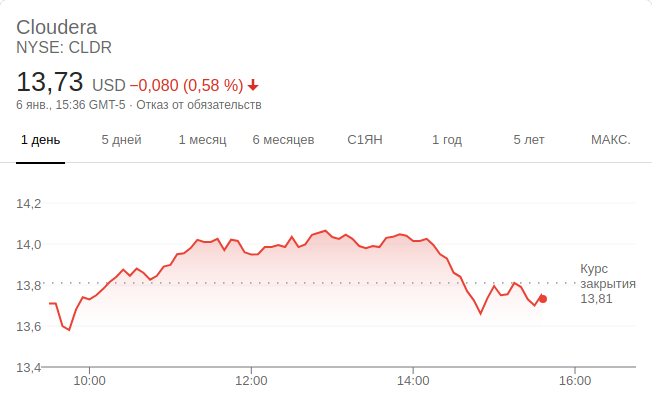 Cloudera
NYSE: CLDR
13,73 USD −0,080 (0,58 %)
6 янв., 15:36 GMT-5 · Отказ от обязательств
1 день 5 дней 1 месяц 6 месяцев С1ЯН 1 год 5 лет МАКС.
14,2
14,0
13,8
13,6
13,4
Курс
закрытия
13,81
10:00 12:00 14:00 16:00